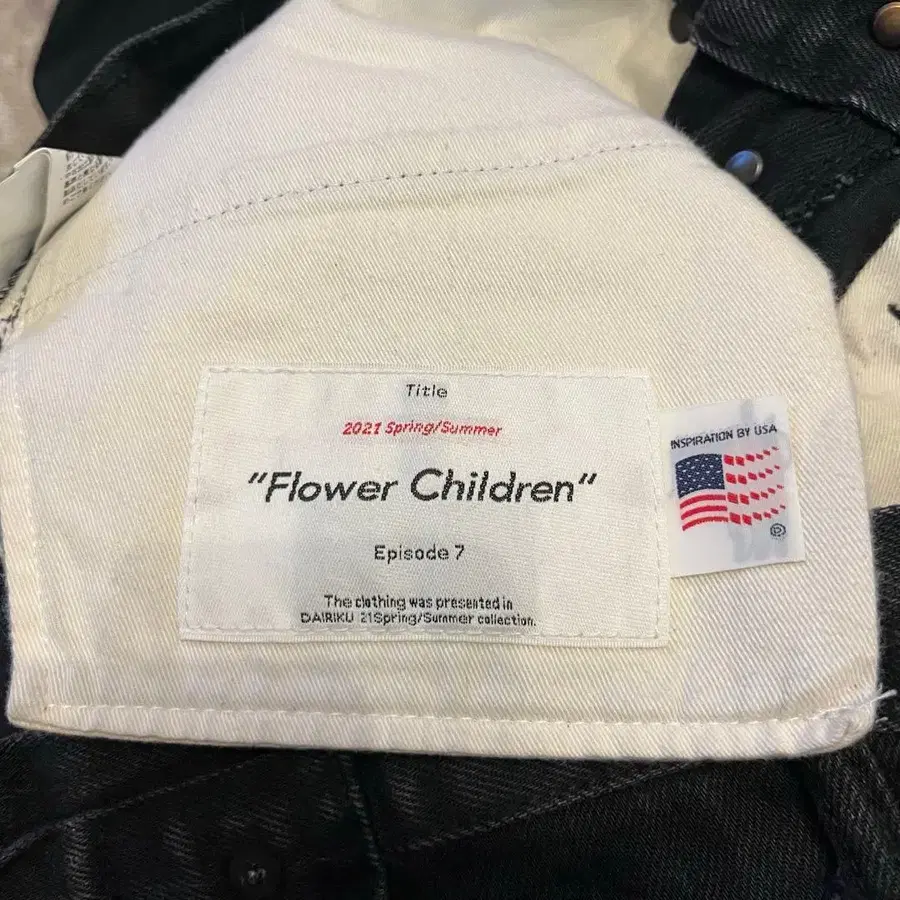 Title
2021 Spring/Summer
"Flower Children"
Episode 7
The clothing was presented in
DAIRIKU 21Spring/Summer collection.
INSPIRATION BY USA